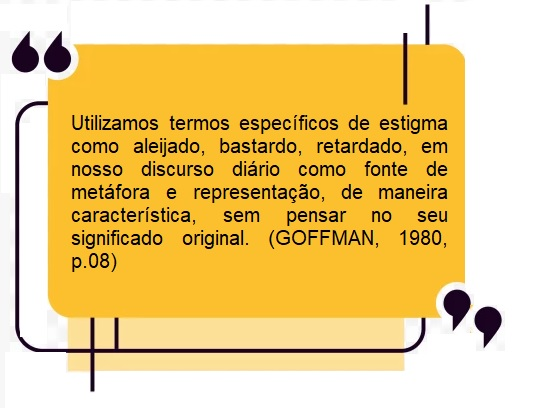 Utilizamos termos específicos de estigma
como aleijado, bastardo, retardado, em
nosso discurso diário como fonte de
metáfora e representação, de maneira
característica, sem pensar no seu
significado original. (GOFFMAN, 1980,
p.08)